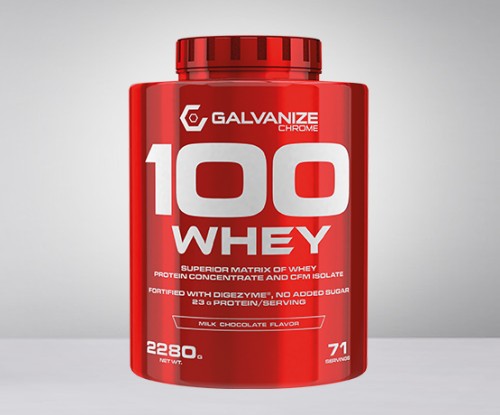 GALVANIZE
CHROME
100
WHEY
SUPERIOR MATRIX OF WHEY
PROTEIN CONCENTRATE AND CFM ISOLATE
FORTIFIED WITH DIGEZYME®, NO ADDED SUGAR
23 g PROTEIN/SERVING
MILK CHOCOLATE FLAVOR
2280G
NET WT.
71
SERVINGS